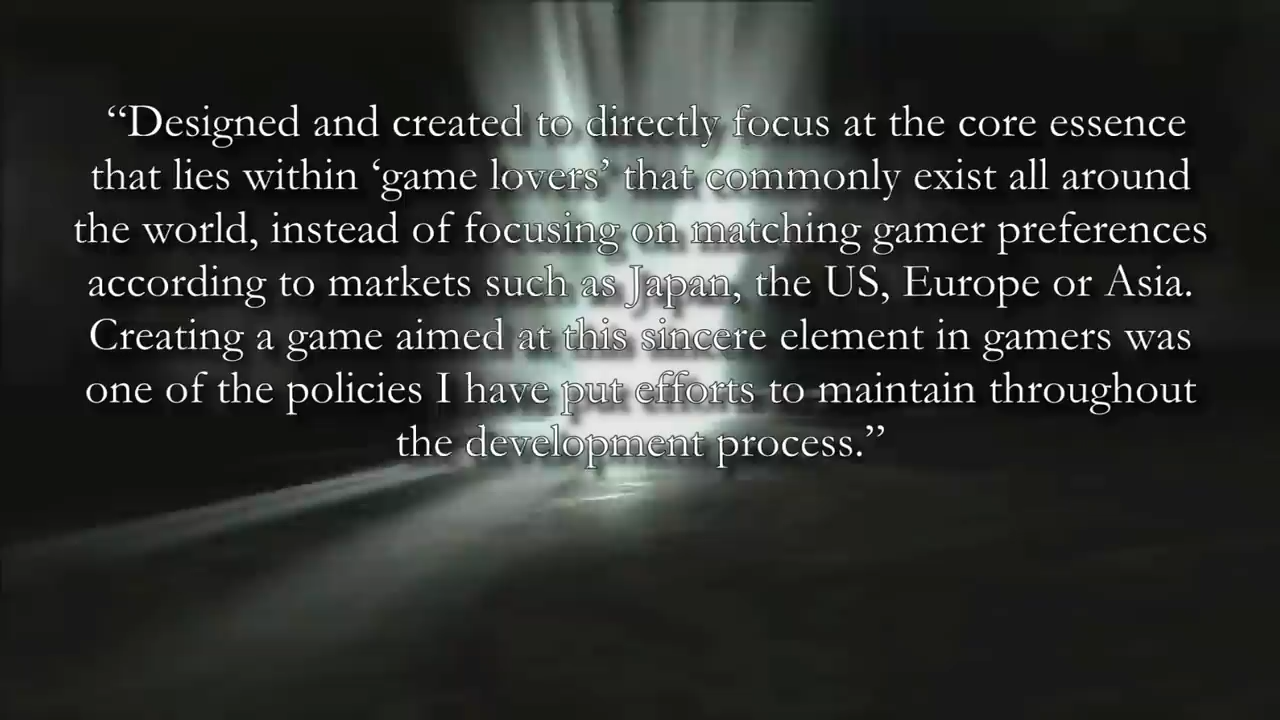 “Designed and created to directly focus at the core essence
that lies within ‘game lovers’ that commonly exist all around
the world, instead of focusing on matching gamer preferences
according to markets such as Japan, the US, Europe or Asia.
Creating a game aimed at this sincere element in gamers was
one of the policies I have put efforts to maintain throughout
the development process.”